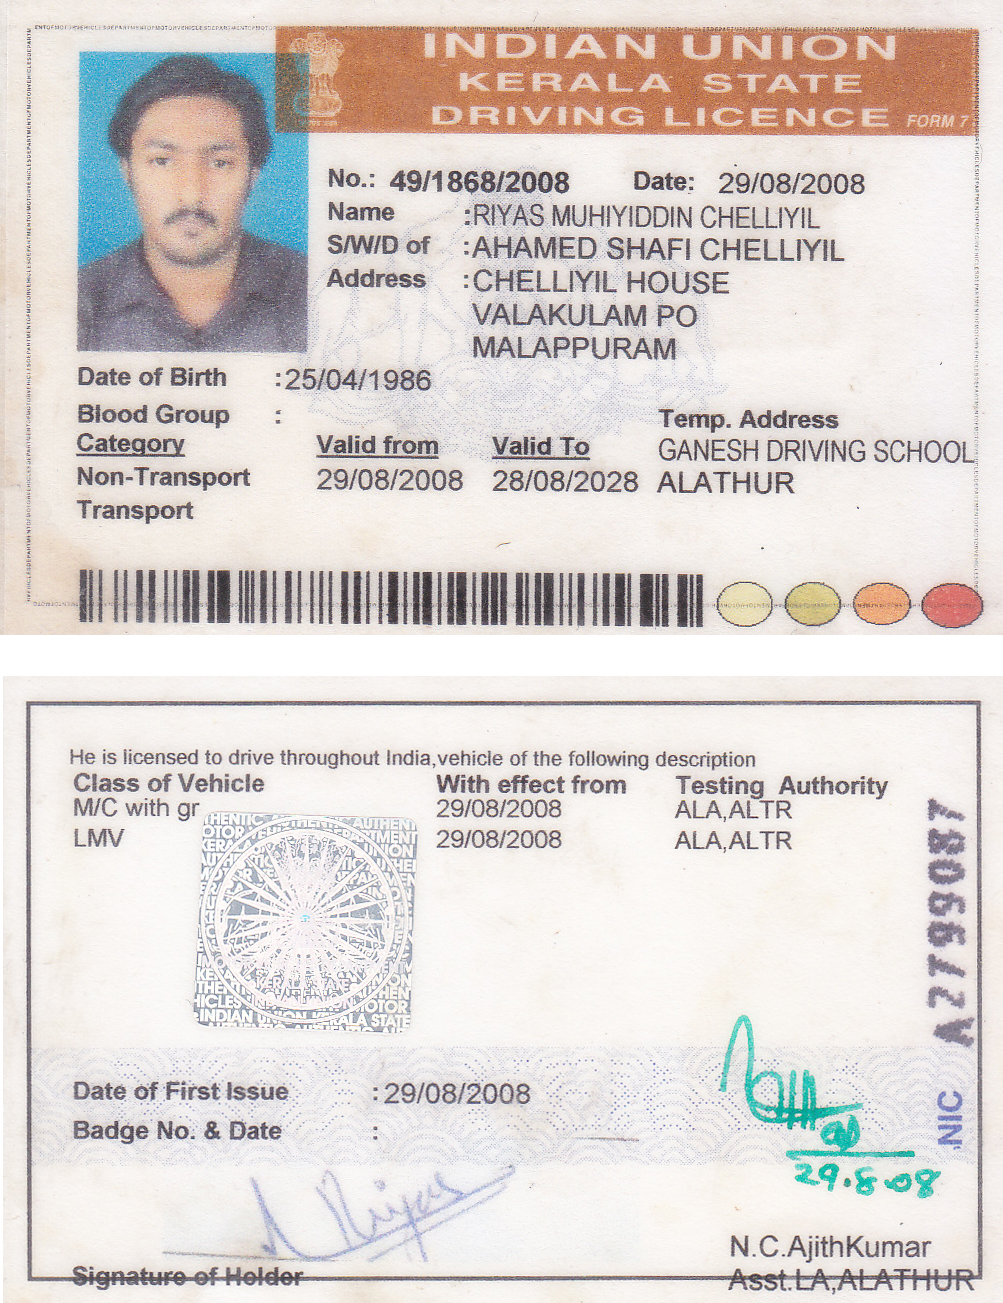 INDIAN UNION
KERALA STATE
DRIVING LICENCE FORM 7
No.: 49/1868/2008 Date: 29/08/2008
Name :RIYAS MUHIYIDDIN CHELLIYIL
S/W/D of :AHAMED SHAFI CHELLIYIL
Address :CHELLIYIL HOUSE
VALAKULAM PO
MALAPPURAM
Date of Birth :25/04/1986
Blood Group :
Temp. Address
Category Valid from Valid To GANESH DRIVING SCHOOL
Non-Transport 29/08/2008 28/08/2028 ALATHUR
Transport
He is licensed to drive throughout India,vehicle of the following description
Class of Vehicle With effect from Testing Authority
M/C with gr 29/08/2008 ALA,ALTR
LMV 29/08/2008 ALA,ALTR
INDIAN UNION KERALA STATE
A2799087
NIC
Date of First Issue :29/08/2008
Badge No. & Date :
29.8.08
Riyas
N.C.AjithKumar
Signature of Holder Asst.LA,ALATHUR